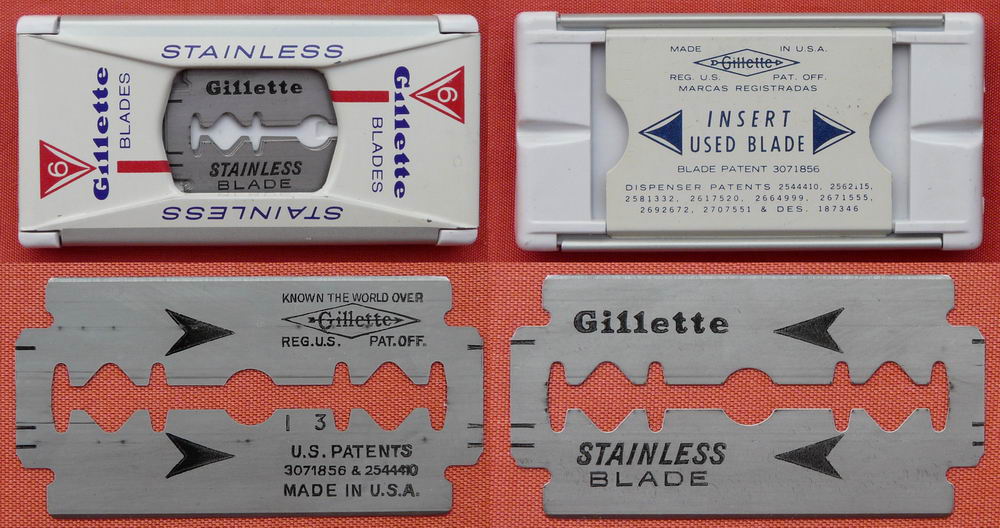 STAINLESS
Gillette
BLADES
6
Gillette
STAINLESS
BLADE
Gillette
BLADES
6
STAINLESS
MADE IN U.S.A.
Gillette
REG. U.S. PAT. OFF.
MARCAS REGISTRADAS
INSERT
USED BLADE
BLADE PATENT 3071856
DISPENSER PATENTS 2544410, 2562115,
2581332, 2617520, 2664999, 2671555,
2692672, 2707551 & DES. 187346
KNOWN THE WORLD OVER
Gillette
REG.U.S. PAT.OFF.
1 3
U.S. PATENTS
3071856 & 2544410
MADE IN U.S.A.
Gillette
STAINLESS
BLADE